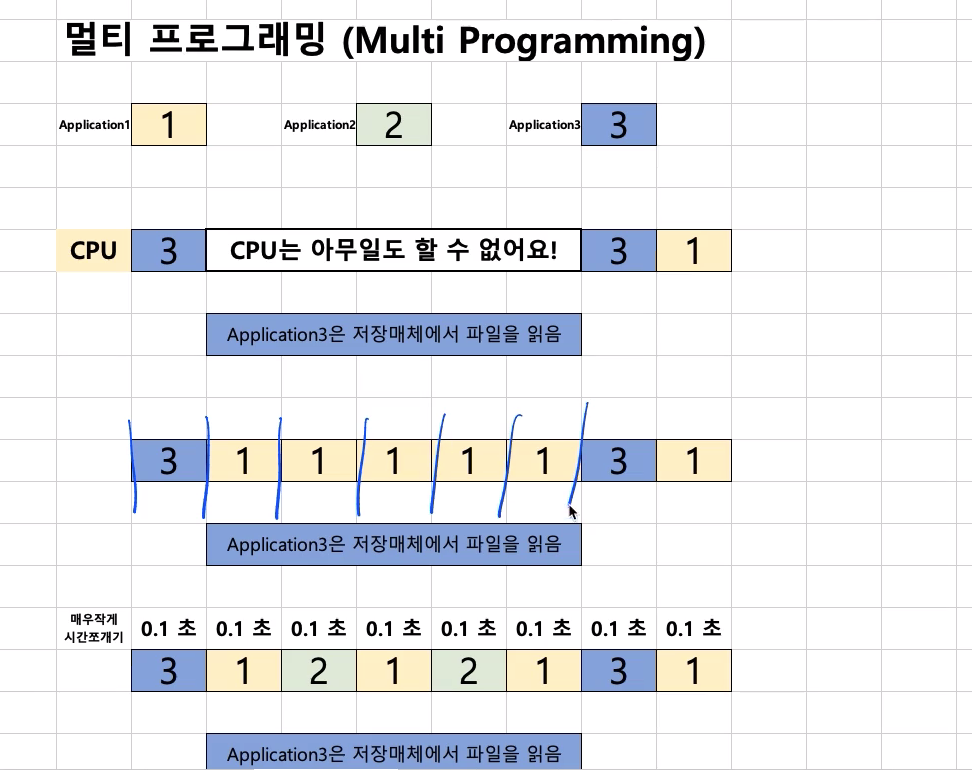 멀티 프로그래밍 (Multi Programming)
Application1 1 Application2 2 Application3 3
CPU 3 CPU는 아무일도 할 수 없어요! 3 1
Application3은 저장매체에서 파일을 읽음
3 1 1 1 1 1 3 1
Application3은 저장매체에서 파일을 읽음
매우작게
시간쪼개기 0.1 초 0.1 초 0.1 초 0.1 초 0.1 초 0.1 초 0.1 초 0.1 초
3 1 2 1 2 1 3 1
Application3은 저장매체에서 파일을 읽음